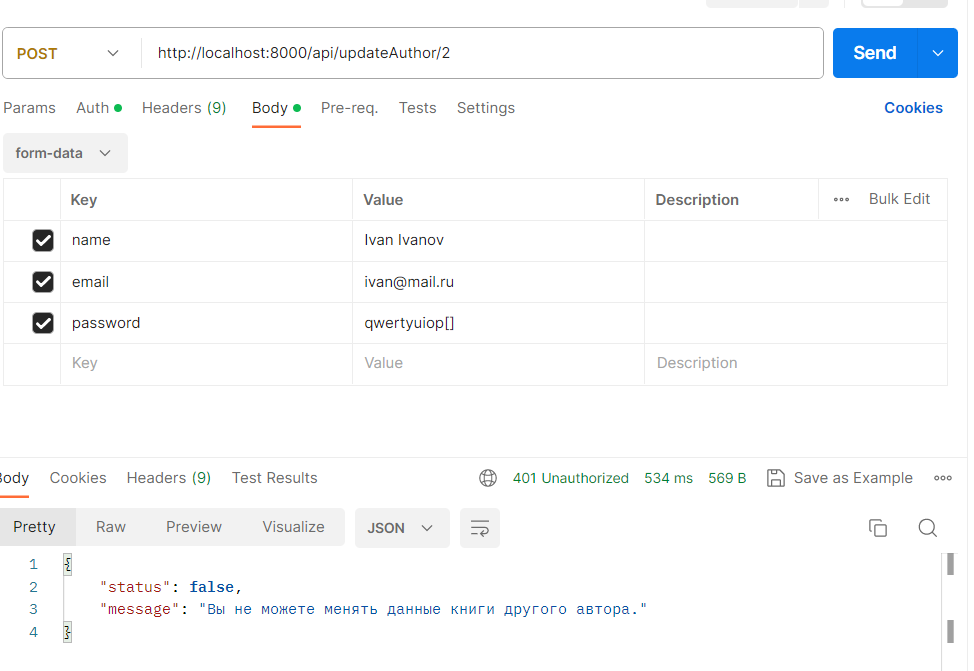 POST http://localhost:8000/api/updateAuthor/2 Send
Params Auth Headers (9) Body Pre-req. Tests Settings Cookies
form-data
Key Value Description Bulk Edit
name Ivan Ivanov
email ivan@mail.ru
password qwertyuiop[]
Key Value Description
Body Cookies Headers (9) Test Results 401 Unauthorized 534 ms 569 B Save as Example
Pretty Raw Preview Visualize JSON
1 {
2 "status": false,
3 "message": "Вы не можете менять данные книги другого автора."
4 }